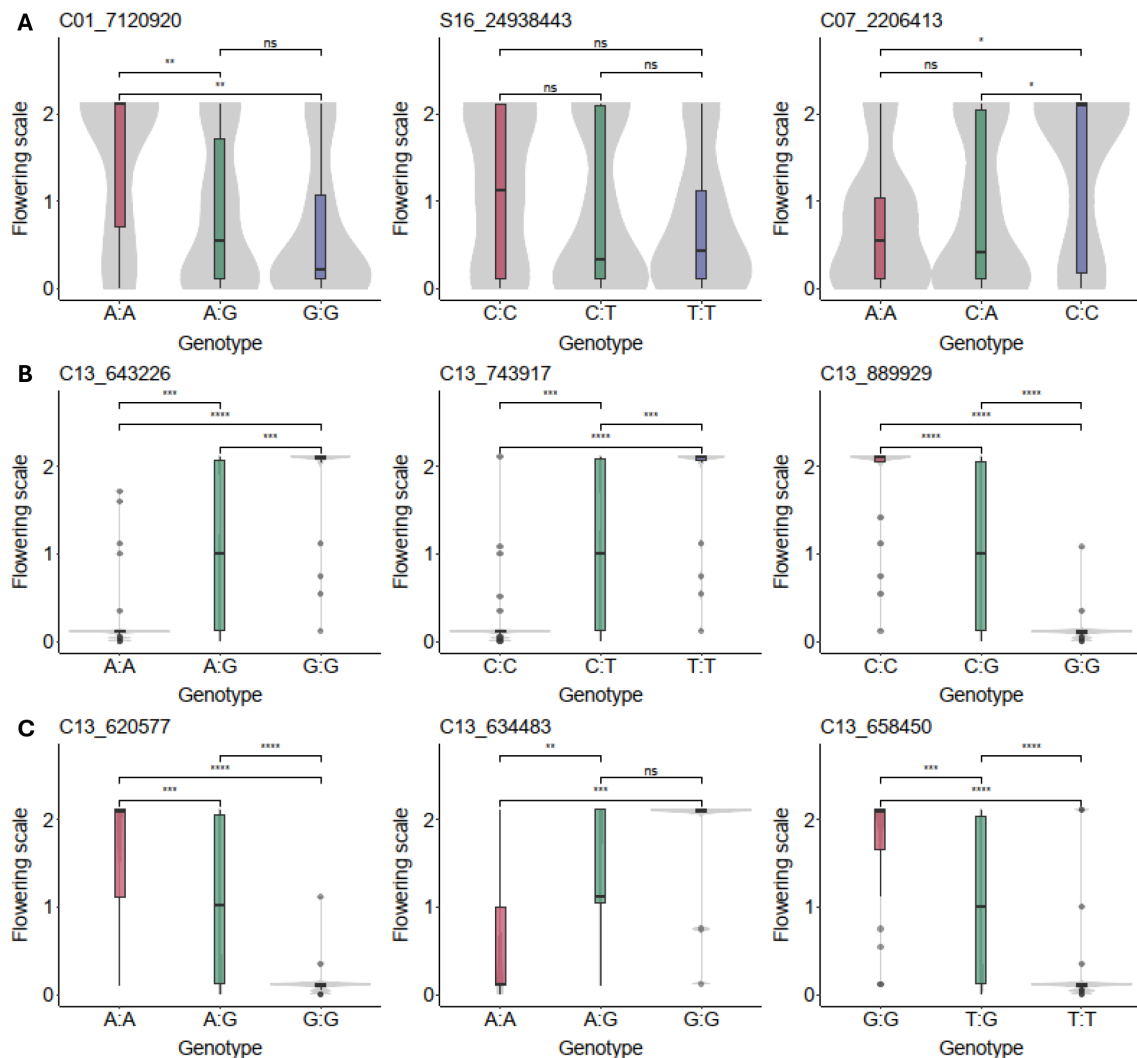 A
C01_7120920
S16_24938443
C07_2206413
ns
**
**
ns
ns
ns
*
ns
*
Flowering scale
2
1
0
A:A A:G G:G
Genotype
Flowering scale
2
1
0
C:C C:T T:T
Genotype
Flowering scale
2
1
0
A:A C:A C:C
Genotype
B
C13_643226
C13_743917
C13_889929
***
****
***
***
***
****
****
****
****
Flowering scale
2
1
0
A:A A:G G:G
Genotype
Flowering scale
2
1
0
C:C C:T T:T
Genotype
Flowering scale
2
1
0
C:C C:G G:G
Genotype
C
C13_620577
C13_634483
C13_658450
****
****
***
**
ns
***
****
***
****
Flowering scale
2
1
0
A:A A:G G:G
Genotype
Flowering scale
2
1
0
A:A A:G G:G
Genotype
Flowering scale
2
1
0
G:G T:G T:T
Genotype